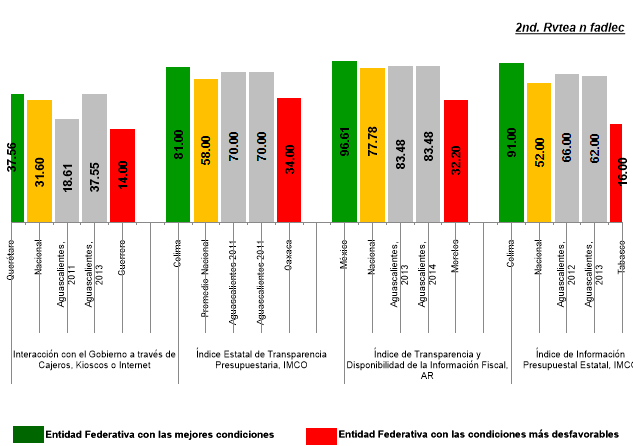 2nd. Rvtea n fadlec
37.56
31.60
18.61
37.55
14.00
81.00
58.00
70.00
70.00
34.00
96.61
77.78
83.48
83.48
32.20
91.00
52.00
66.00
62.00
16.00
Querétaro
Nacional
Aguascalientes, 2011
Aguascalientes, 2013
Guerrero
Colima
Promedio Nacional
Aguascalientes 2011
Aguascalientes 2011
Oaxaca
México
Nacional
Aguascalientes, 2013
Aguascalientes, 2014
Morelos
Colima
Nacional
Aguascalientes, 2012
Aguascalientes, 2013
Tabasco
Interacción con el Gobierno a través de
Cajeros, Kioscos o Internet
Índice Estatal de Transparencia
Presupuestaria, IMCO
Índice de Transparencia y
Disponibilidad de la Información Fiscal,
AR
Índice de Información
Presupuestal Estatal, IMCO
Entidad Federativa con las mejores condiciones
Entidad Federativa con las condiciones más desfavorables